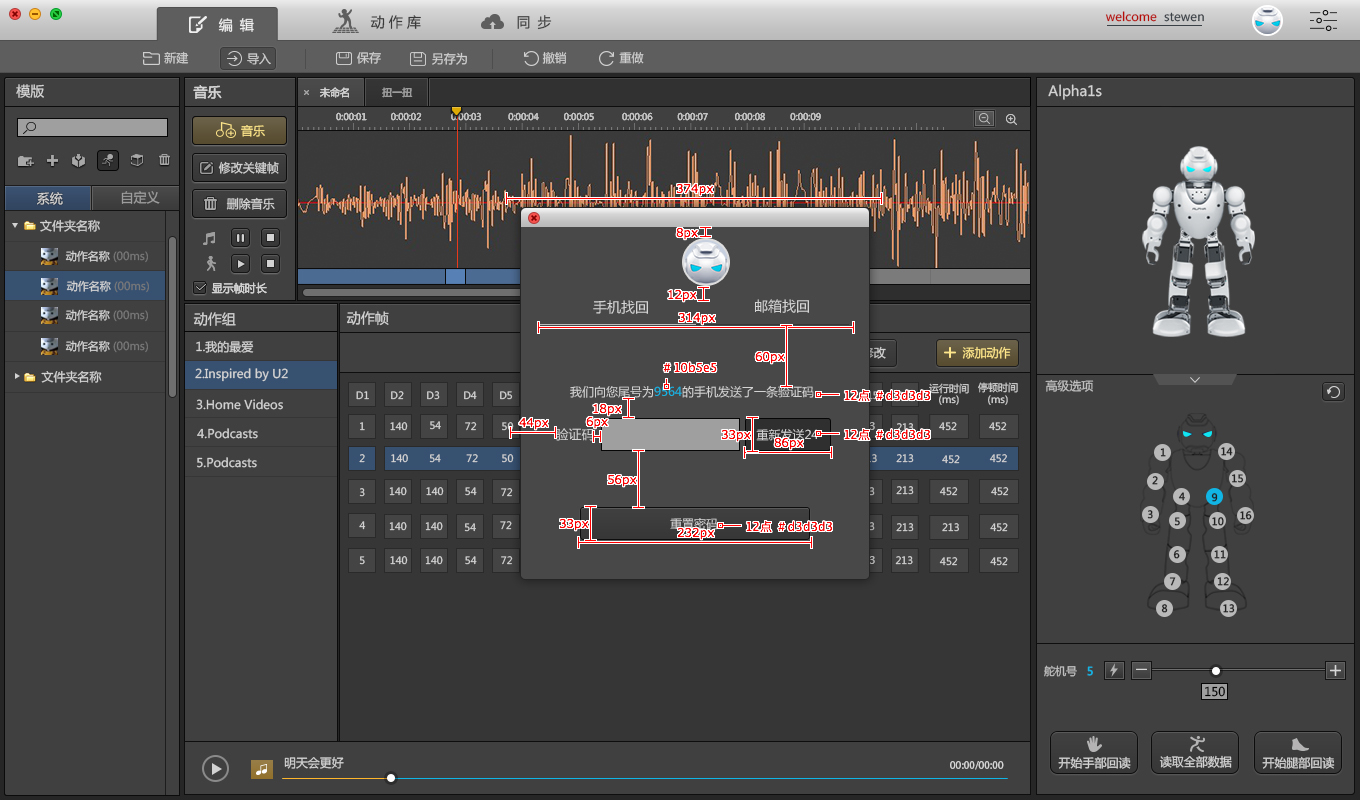 编 辑
动 作 库
同 步
welcome stewen
新建
导入
保存
另存为
撤销
重做
模版
系统
自定义
文件夹名称
动作名称 (00ms)
动作名称 (00ms)
动作名称 (00ms)
动作名称 (00ms)
文件夹名称
音乐
音乐
修改关键帧
删除音乐
显示帧时长
× 未命名
扭一扭
0:00:01 0:00:02 0:00:03 0:00:04 0:00:05 0:00:06 0:00:07 0:00:08 0:00:09
374px
8px
12px
手机找回
邮箱找回
314px
60px
# 10b5e5
我们向您尾号为9564的手机发送了一条验证码
12点 # d3d3d3
18px
44px
6px
验证码
33px
重新发送24
86px
12点 # d3d3d3
56px
33px
重置密码
12点 # d3d3d3
232px
动作组
1.我的最爱
2.Inspired by U2
3.Home Videos
4.Podcasts
5.Podcasts
动作帧
修改
添加动作
D1 D2 D3 D4 D5
运行时间
(ms)
停顿时间
(ms)
1 140 54 72 50 452 452
2 140 54 72 50 3 213 452 452
3 140 140 54 72 3 213 452 452
4 140 140 54 72 3 213 213 452
5 140 140 54 72 3 213 452 452
明天会更好
00:00/00:00
Alpha1s
高级选项
1
14
2
15
4
9
3
5
10
16
6
11
7
12
8
13
舵机号 5
150
开始手部回读
读取全部数据
开始腿部回读